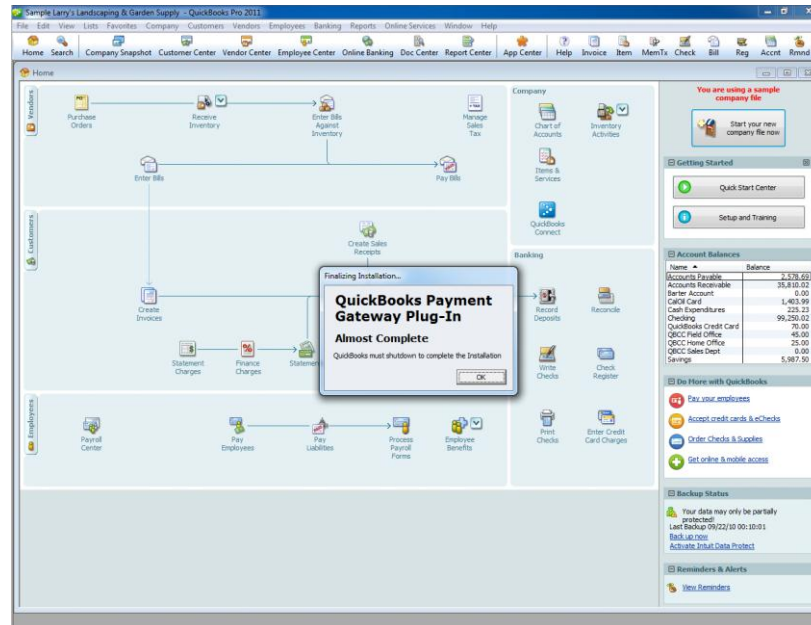 Sample Larry's Landscaping & Garden Supply - QuickBooks Pro 2011
File Edit View Lists Favorites Company Customers Vendors Employees Banking Reports Online Services Window Help
Home Search Company Snapshot Customer Center Vendor Center Employee Center Online Banking Doc Center Report Center App Center Help Invoice Item MemTx Check Bill Reg Accnt Rmnd
Home
Vendors
Purchase
Orders
Receive
Inventory
Enter Bills
Against
Inventory
Manage
Sales
Tax
Enter Bills
Pay Bills
Customers
Create Sales
Receipts
Create
Invoices
Statement
Charges
Finance
Charges
Statements
Employees
Payroll
Center
Pay
Employees
Pay
Liabilities
Process
Payroll
Forms
Employee
Benefits
Company
Chart of
Accounts
Inventory
Activities
Items &
Services
QuickBooks
Connect
Banking
Record
Deposits
Reconcile
Write
Checks
Check
Register
Print
Checks
Enter Credit
Card Charges
Finalizing Installation...
QuickBooks Payment
Gateway Plug-In
Almost Complete
QuickBooks must shutdown to complete the Installation
OK
You are using a sample
company file
Start your new
company file now
Getting Started
Quick Start Center
Setup and Training
Account Balances
Name Balance
Accounts Payable 2,578.69
Accounts Receivable 35,810.02
Barter Account 0.00
CalOil Card 1,403.99
Cash Expenditures 225.23
Checking 99,250.02
QuickBooks Credit Card 70.00
QBCC Field Office 45.00
QBCC Home Office 25.00
QBCC Sales Dept 0.00
Savings 5,987.50
Do More with QuickBooks
Pay your employees
Accept credit cards & eChecks
Order Checks & Supplies
Get online & mobile access
Backup Status
Your data may only be partially
protected!
Last Backup 09/22/10 00:10:01
Back up now
Activate Intuit Data Protect
Reminders & Alerts
View Reminders